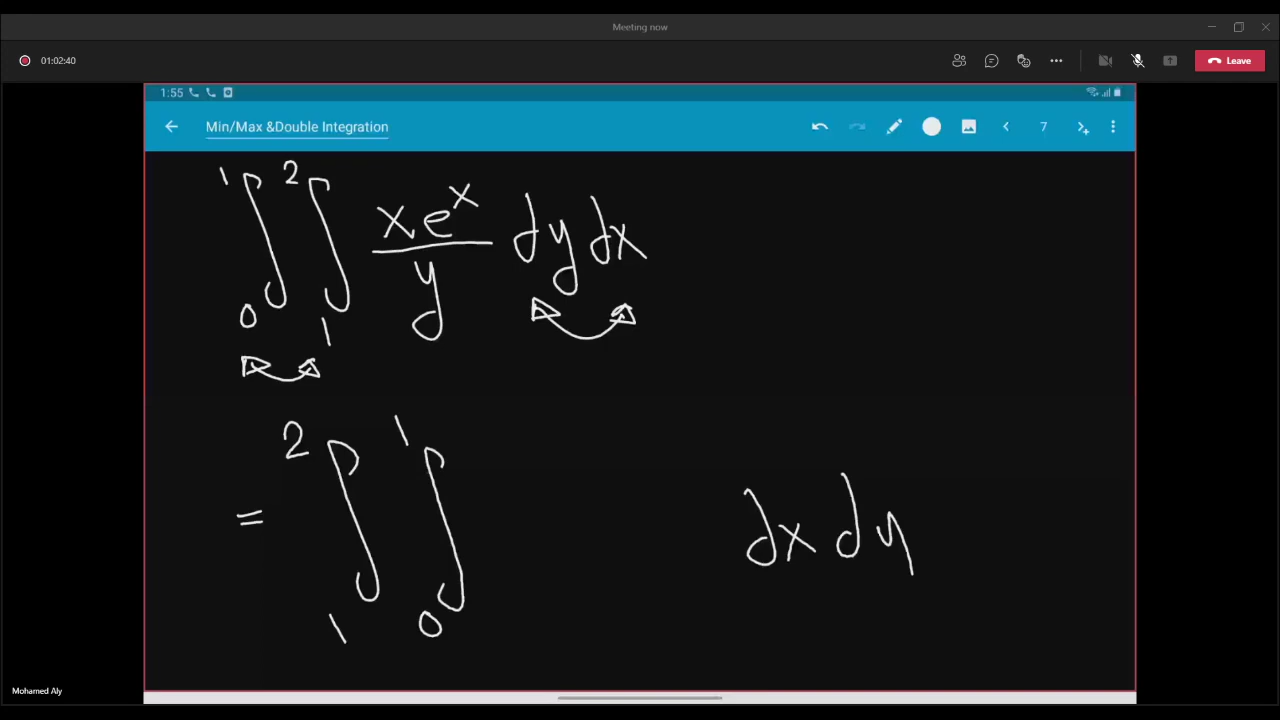 Meeting now
01:02:40
Leave
1:55
Min/Max &Double Integration
7
1 2
∫ ∫ xe^x / y dy dx
0 1
2 1
= ∫ ∫ dx dy
1 0
Mohamed Aly